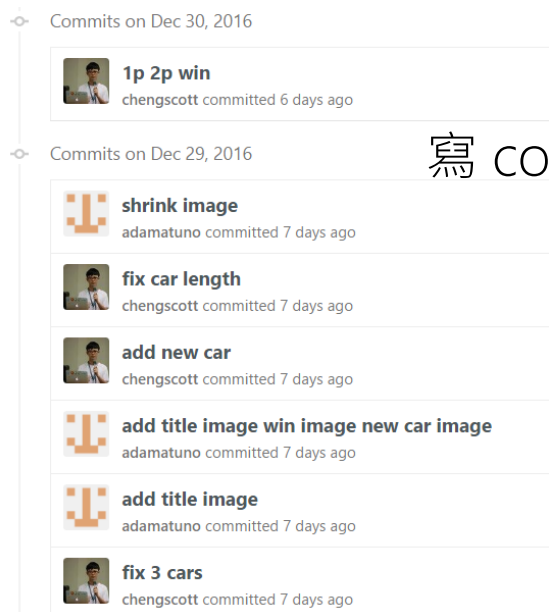 Commits on Dec 30, 2016
1p 2p win
chengscott committed 6 days ago
Commits on Dec 29, 2016
寫 co
shrink image
adamatuno committed 7 days ago
fix car length
chengscott committed 7 days ago
add new car
chengscott committed 7 days ago
add title image win image new car image
adamatuno committed 7 days ago
add title image
adamatuno committed 7 days ago
fix 3 cars
chengscott committed 7 days ago